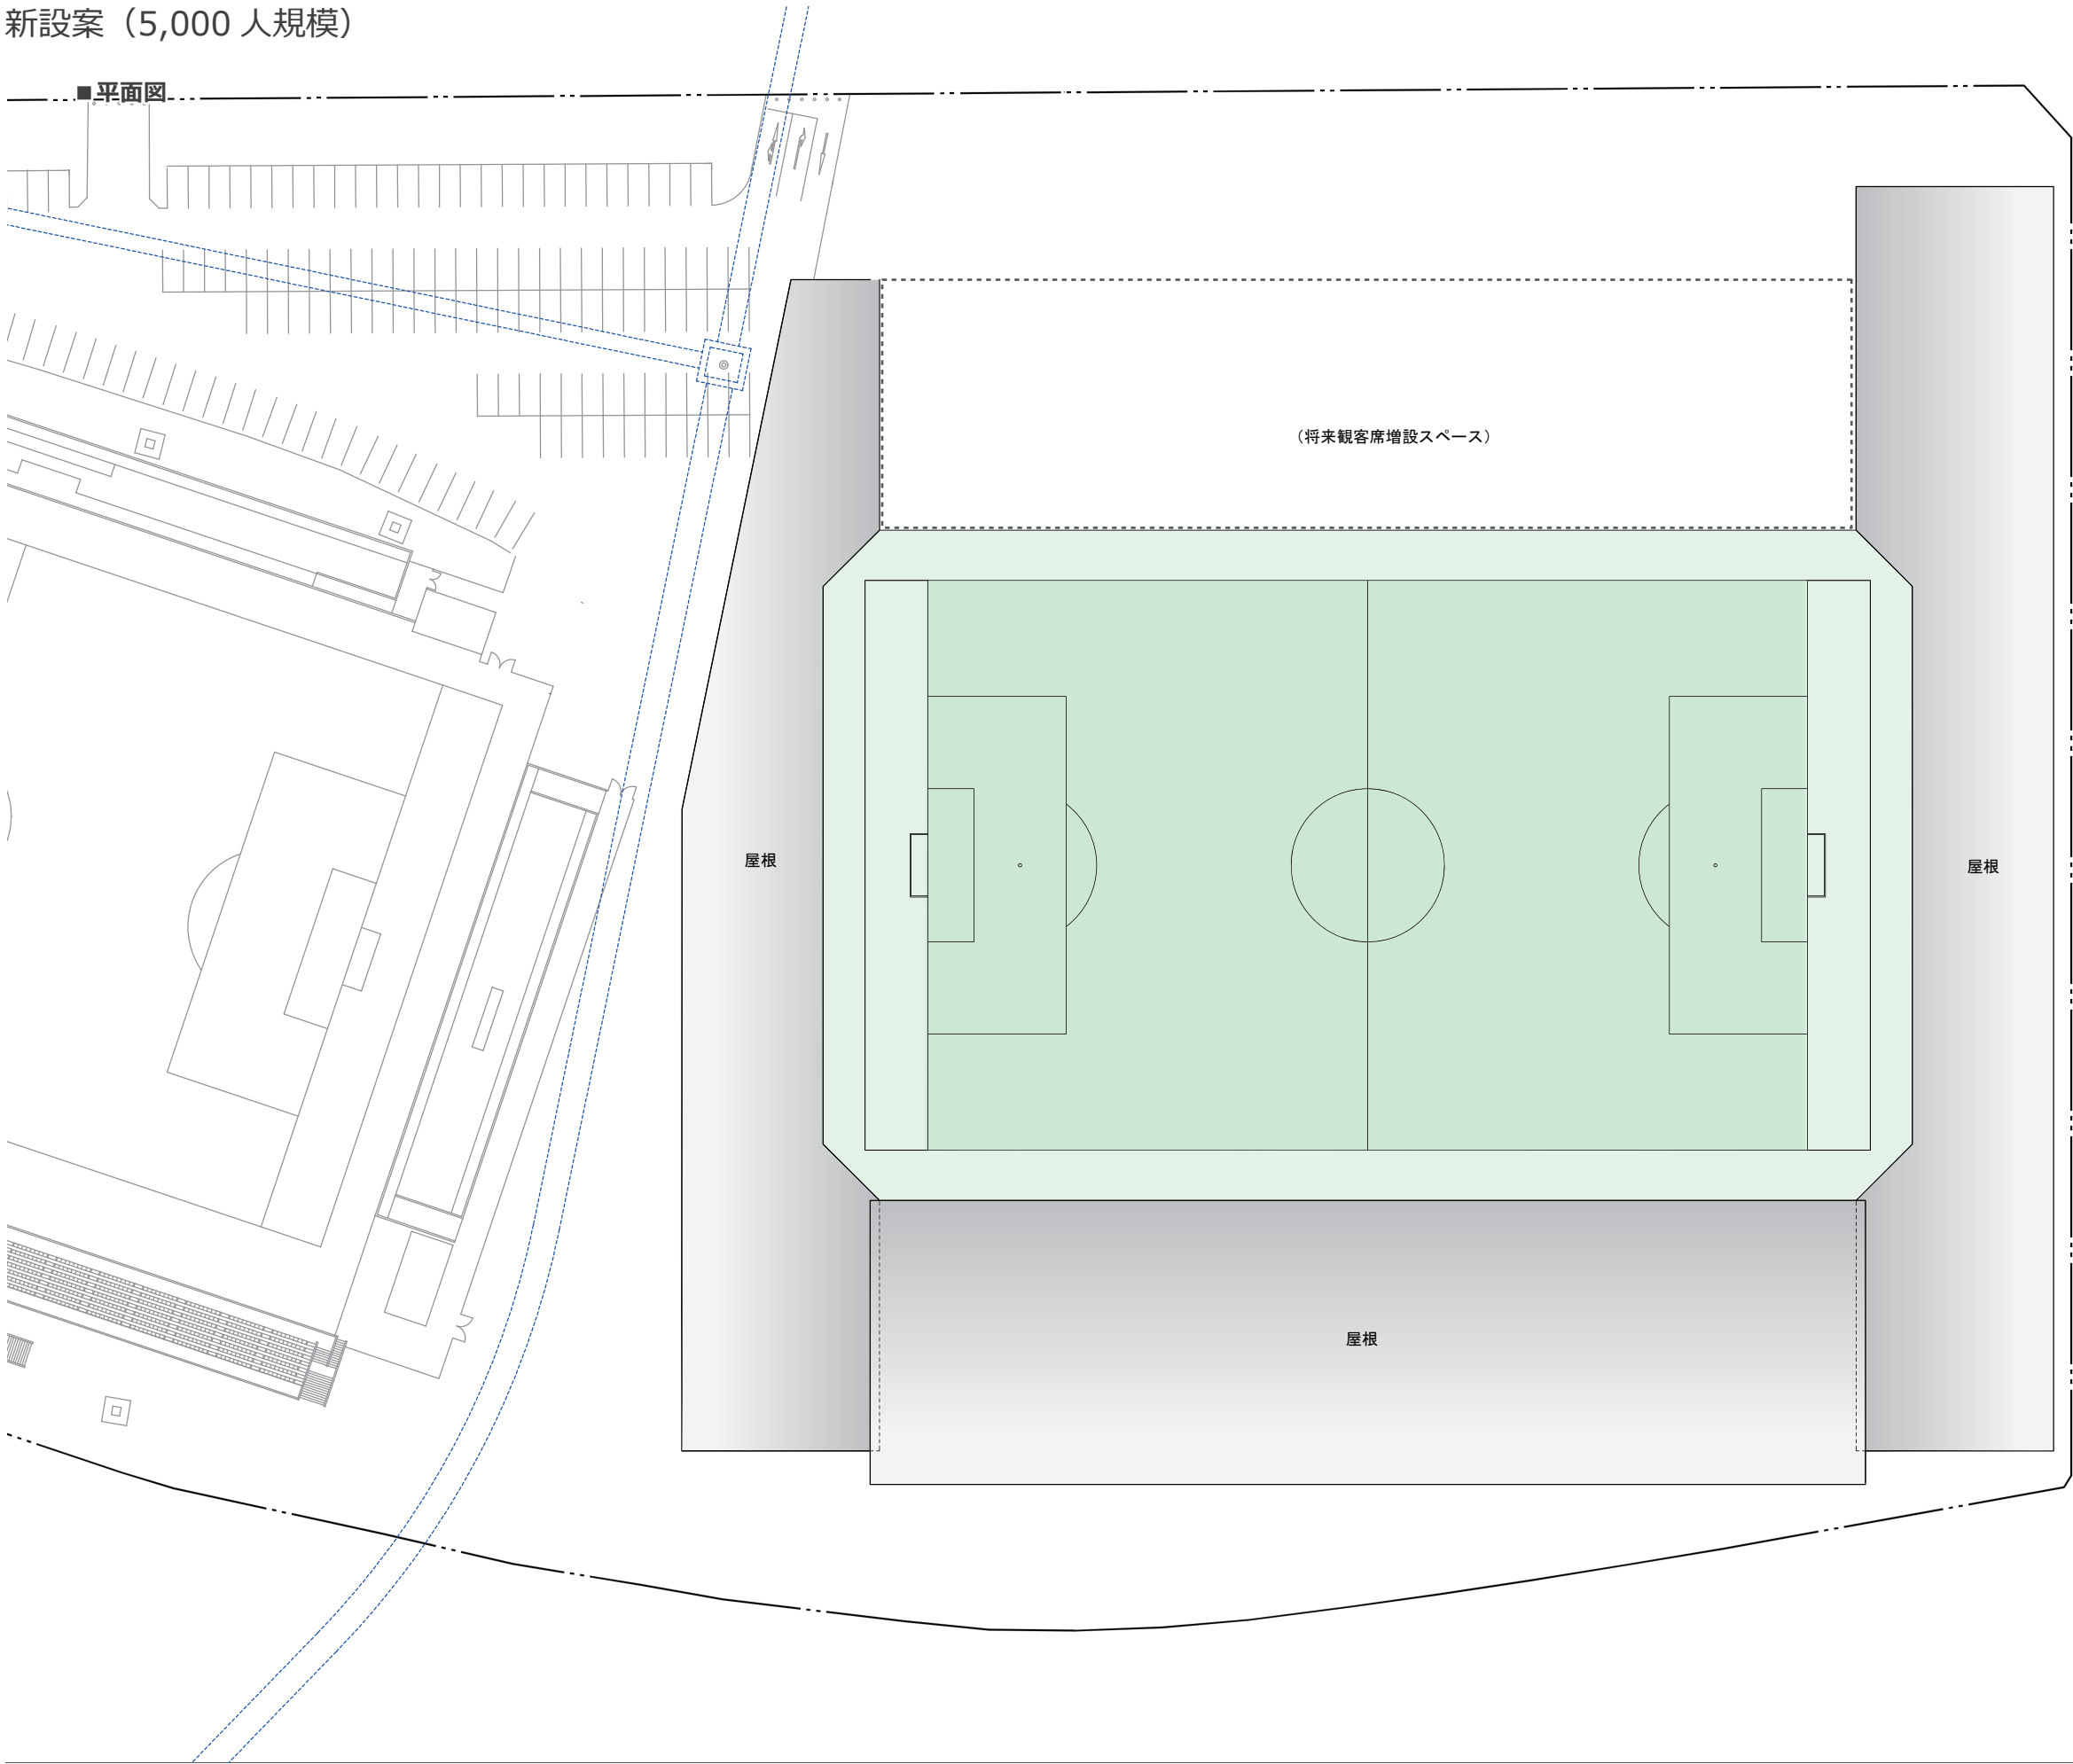 新設案（5,000 人規模）
■平面図
（将来観客席増設スペース）
屋根
屋根
屋根